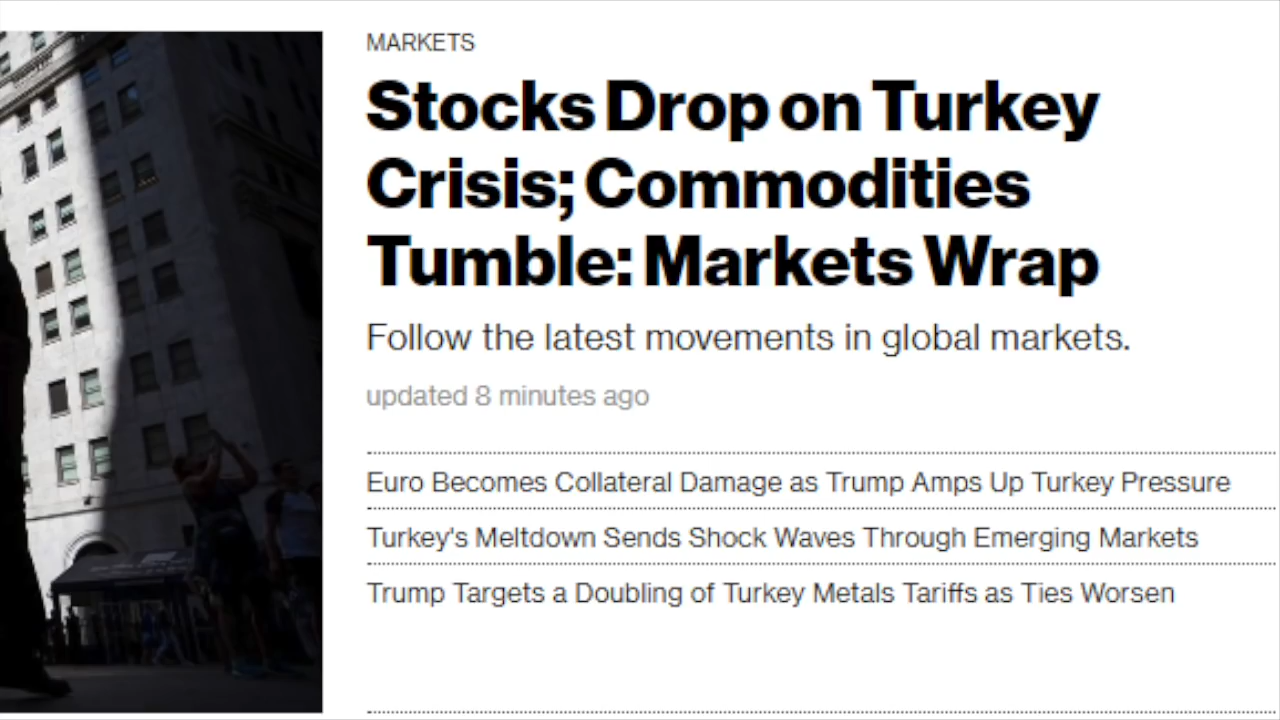 MARKETS
Stocks Drop on Turkey
Crisis; Commodities
Tumble: Markets Wrap
Follow the latest movements in global markets.
updated 8 minutes ago
Euro Becomes Collateral Damage as Trump Amps Up Turkey Pressure
Turkey's Meltdown Sends Shock Waves Through Emerging Markets
Trump Targets a Doubling of Turkey Metals Tariffs as Ties Worsen